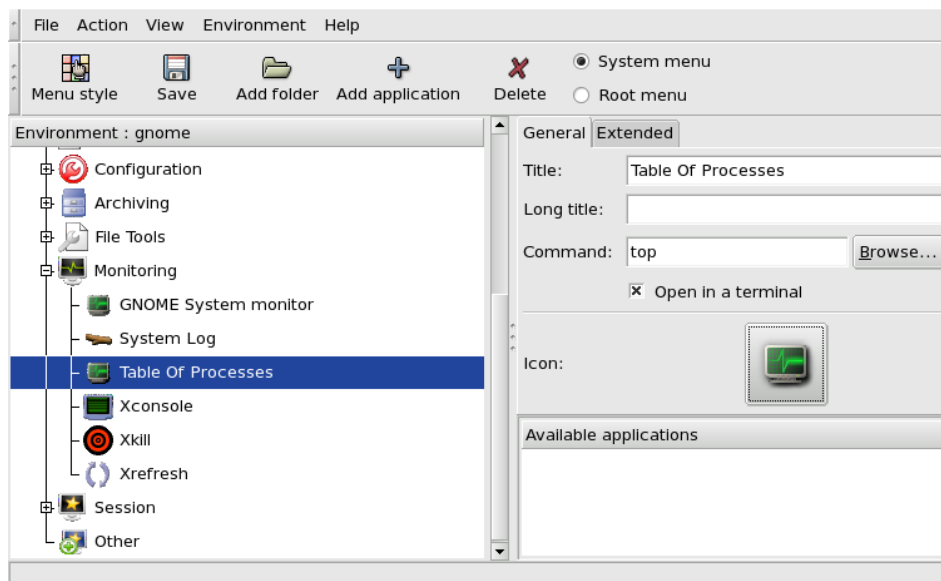 File Action View Environment Help
Menu style Save Add folder Add application Delete
System menu
Root menu
Environment : gnome
Configuration
Archiving
File Tools
Monitoring
GNOME System monitor
System Log
Table Of Processes
Xconsole
Xkill
Xrefresh
Session
Other
General Extended
Title: Table Of Processes
Long title:
Command: top Browse...
Open in a terminal
Icon:
Available applications